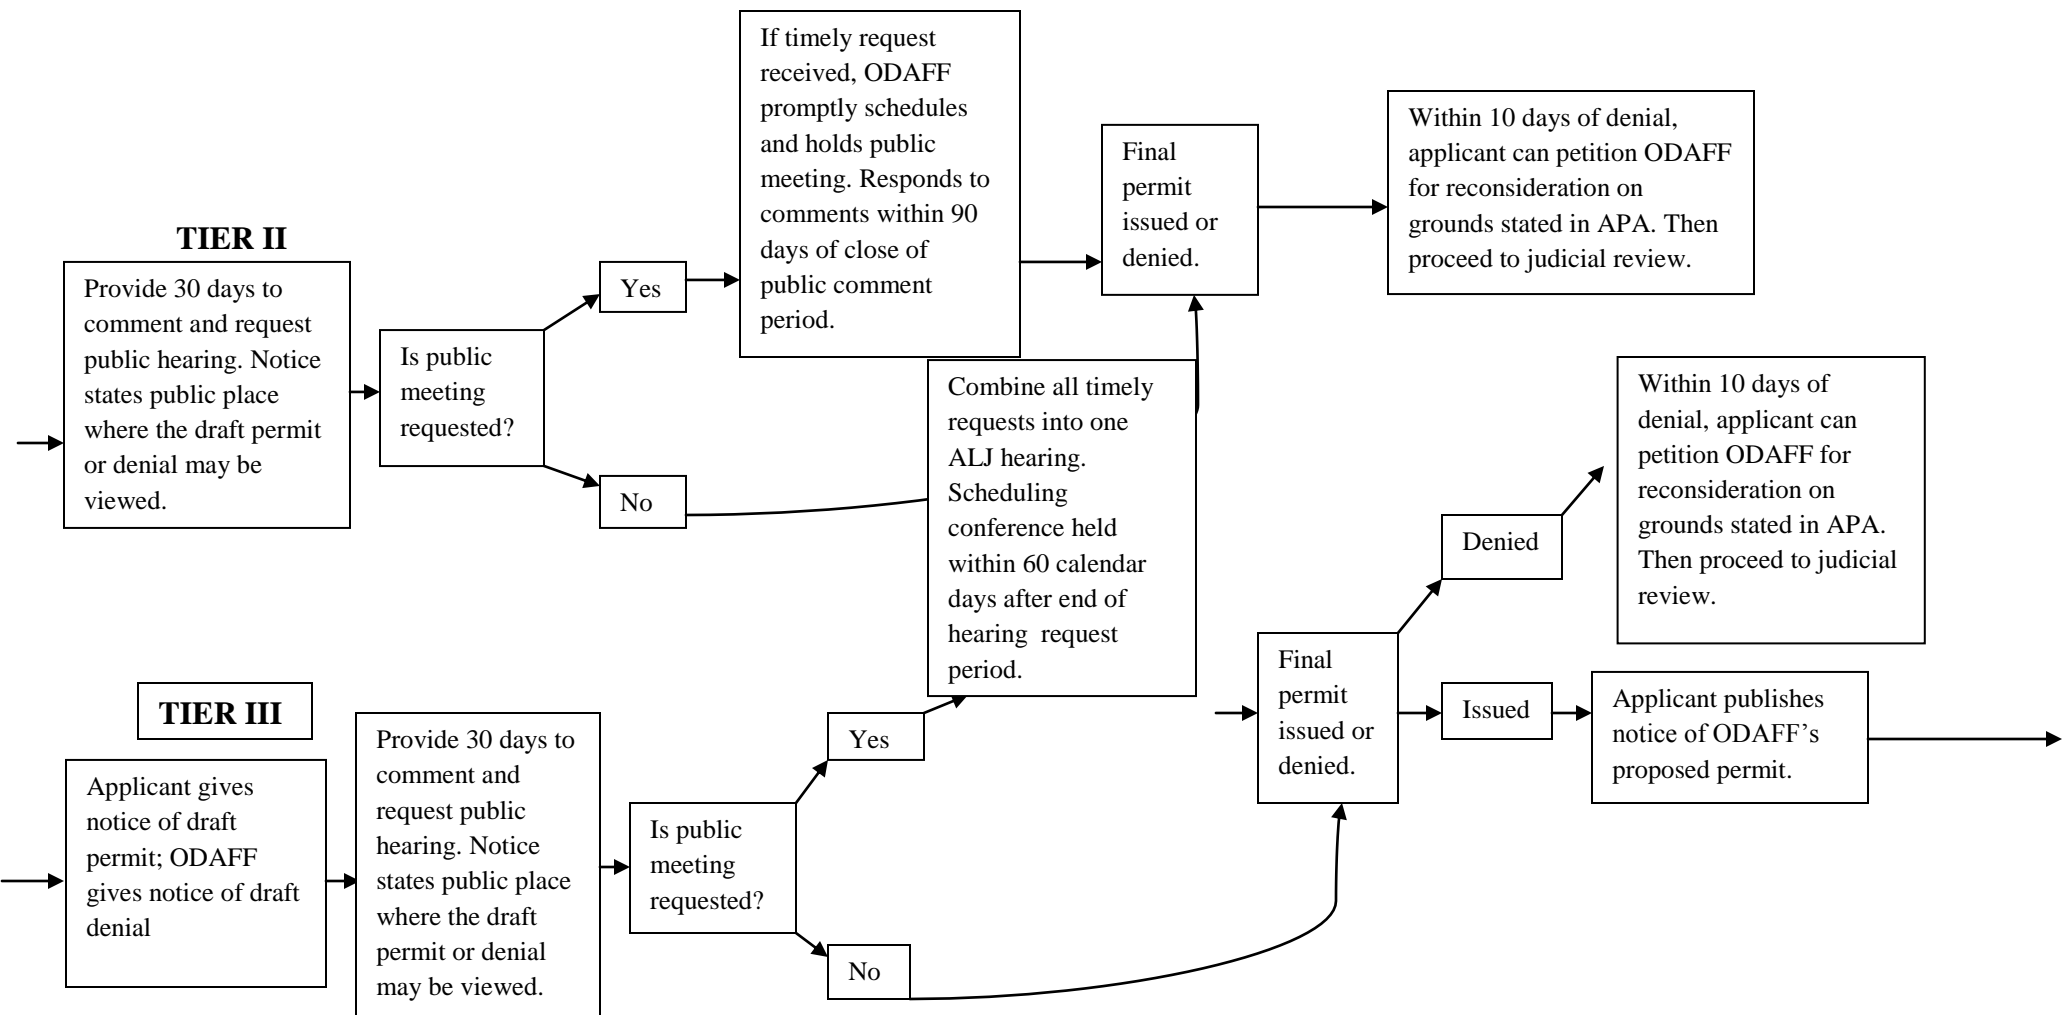 TIER II
Provide 30 days to
comment and request
public hearing. Notice
states public place
where the draft permit
or denial may be
viewed.
Is public
meeting
requested?
Yes
No
If timely request
received, ODAFF
promptly schedules
and holds public
meeting. Responds to
comments within 90
days of close of
public comment
period.
Final
permit
issued or
denied.
Within 10 days of denial,
applicant can petition ODAFF
for reconsideration on
grounds stated in APA. Then
proceed to judicial review.
TIER III
Applicant gives
notice of draft
permit; ODAFF
gives notice of draft
denial
Provide 30 days to
comment and
request public
hearing. Notice
states public place
where the draft
permit or denial
may be viewed.
Is public
meeting
requested?
Yes
No
Combine all timely
requests into one
ALJ hearing.
Scheduling
conference held
within 60 calendar
days after end of
hearing  request
period.
Final
permit
issued or
denied.
Denied
Issued
Within 10 days of
denial, applicant can
petition ODAFF for
reconsideration on
grounds stated in APA.
Then proceed to judicial
review.
Applicant publishes
notice of ODAFF’s
proposed permit.